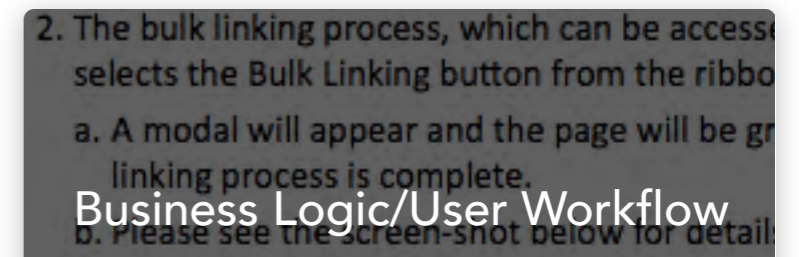 2. The bulk linking process, which can be accesse
selects the Bulk Linking button from the ribbo
a. A modal will appear and the page will be gr
linking process is complete.
Business Logic/User Workflow
b. Please see the screen-shot below for details